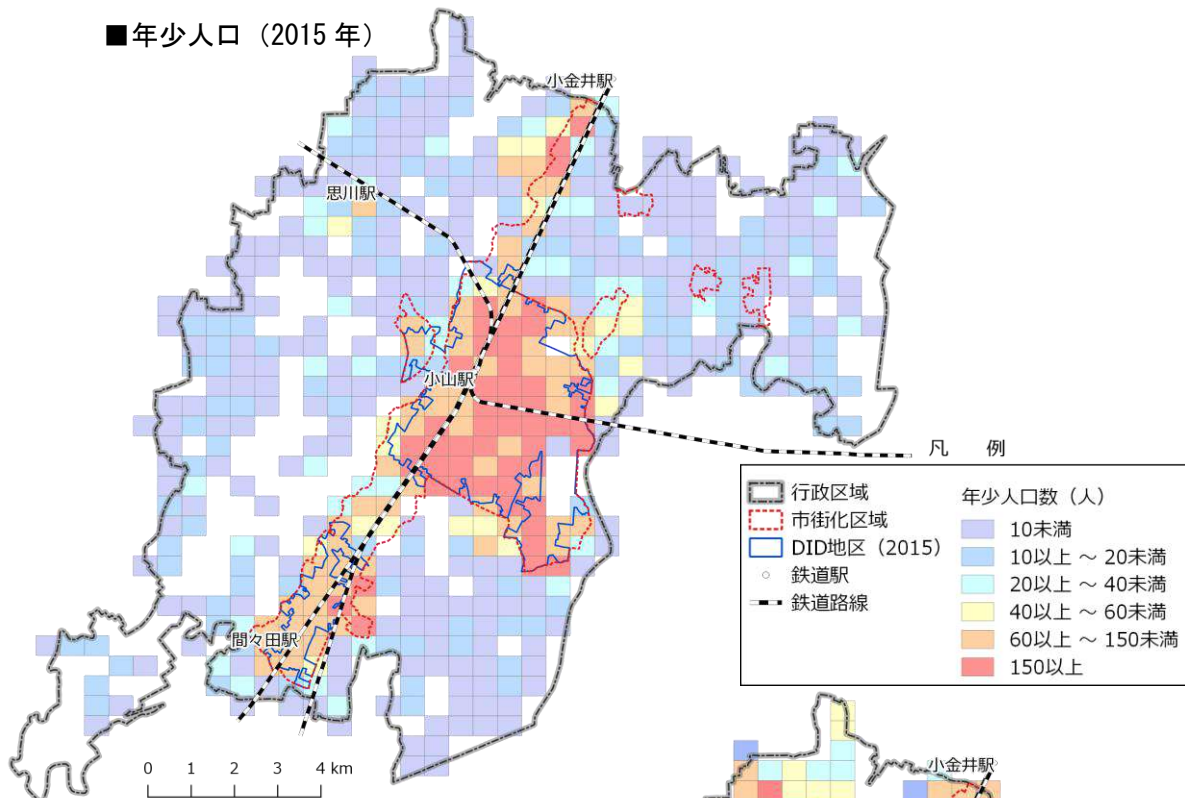 ■年少人口 （2015 年）
小金井駅
思川駅
小山駅
間々田駅
凡　例
行政区域
市街化区域
DID地区（2015）
鉄道駅
鉄道路線
年少人口数（人）
10未満
10以上 ～ 20未満
20以上 ～ 40未満
40以上 ～ 60未満
60以上 ～ 150未満
150以上
0 1 2 3 4 km
小金井駅